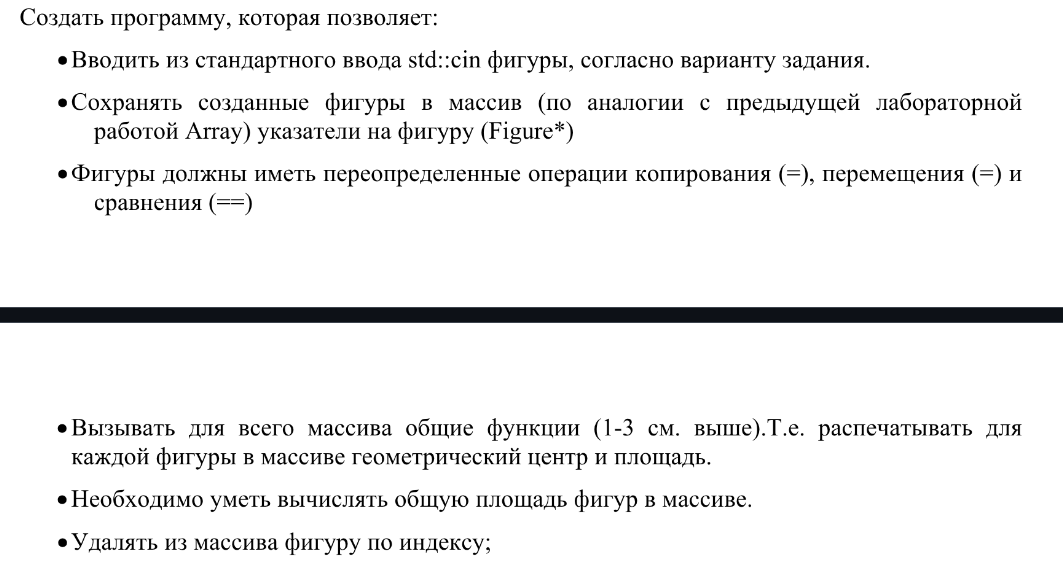 Создать программу, которая позволяет:
•Вводить из стандартного ввода std::cin фигуры, согласно варианту задания.
•Сохранять созданные фигуры в массив (по аналогии с предыдущей лабораторной
работой Array) указатели на фигуру (Figure*)
•Фигуры должны иметь переопределенные операции копирования (=), перемещения (=) и
сравнения (==)
•Вызывать для всего массива общие функции (1-3 см. выше).Т.е. распечатывать для
каждой фигуры в массиве геометрический центр и площадь.
•Необходимо уметь вычислять общую площадь фигур в массиве.
•Удалять из массива фигуру по индексу;